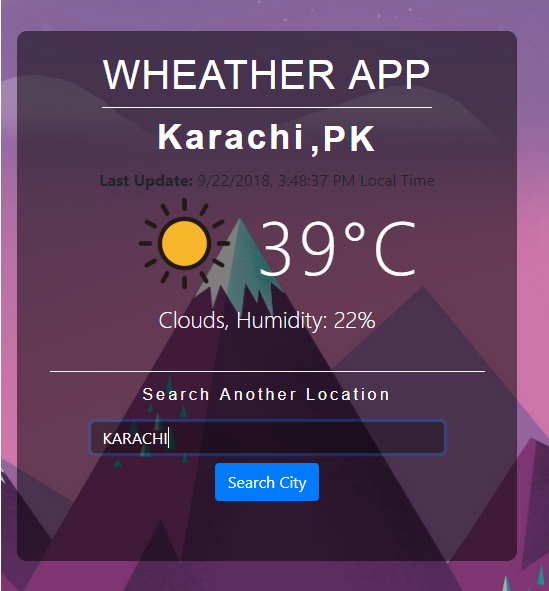 WHEATHER APP
Karachi ,PK
Last Update: 9/22/2018, 3:48:37 PM Local Time
39°C
Clouds, Humidity: 22%
Search Another Location
KARACHI
Search City